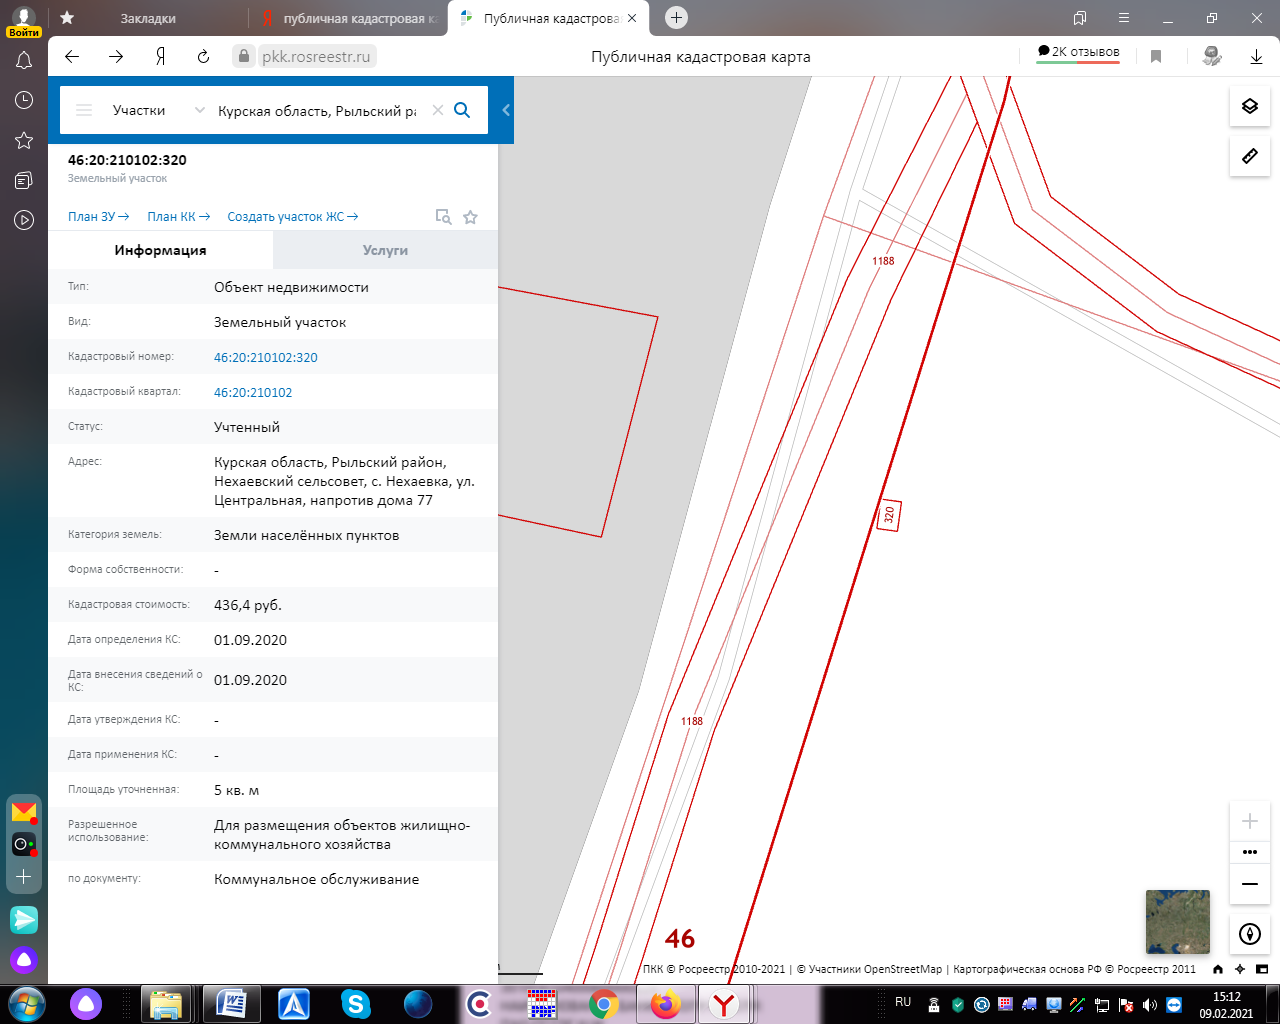 Войти
Закладки
публичная кадастровая ка
Публичная кадастрова
pkk.rosreestr.ru
Публичная кадастровая карта
2К отзывов
Участки
Курская область, Рыльский ра
46:20:210102:320
Земельный участок
План ЗУ→
План КК→
Создать участок ЖС→
Информация
Услуги
Тип:
Объект недвижимости
Вид:
Земельный участок
Кадастровый номер:
46:20:210102:320
Кадастровый квартал:
46:20:210102
Статус:
Учтенный
Адрес:
Курская область, Рыльский район,
Нехаевский сельсовет, с. Нехаевка, ул.
Центральная, напротив дома 77
Категория земель:
Земли населённых пунктов
Форма собственности:
-
Кадастровая стоимость:
436,4 руб.
Дата определения КС:
01.09.2020
Дата внесения сведений о
КС:
01.09.2020
Дата утверждения КС:
-
Дата применения КС:
-
Площадь уточненная:
5 кв. м
Разрешенное
использование:
Для размещения объектов жилищно-
коммунального хозяйства
по документу:
Коммунальное обслуживание
1188
320
1188
46
ПКК © Росреестр 2010-2021 | © Участники OpenStreetMap | Картографическая основа РФ © Росреестр 2011
RU
15:12
09.02.2021